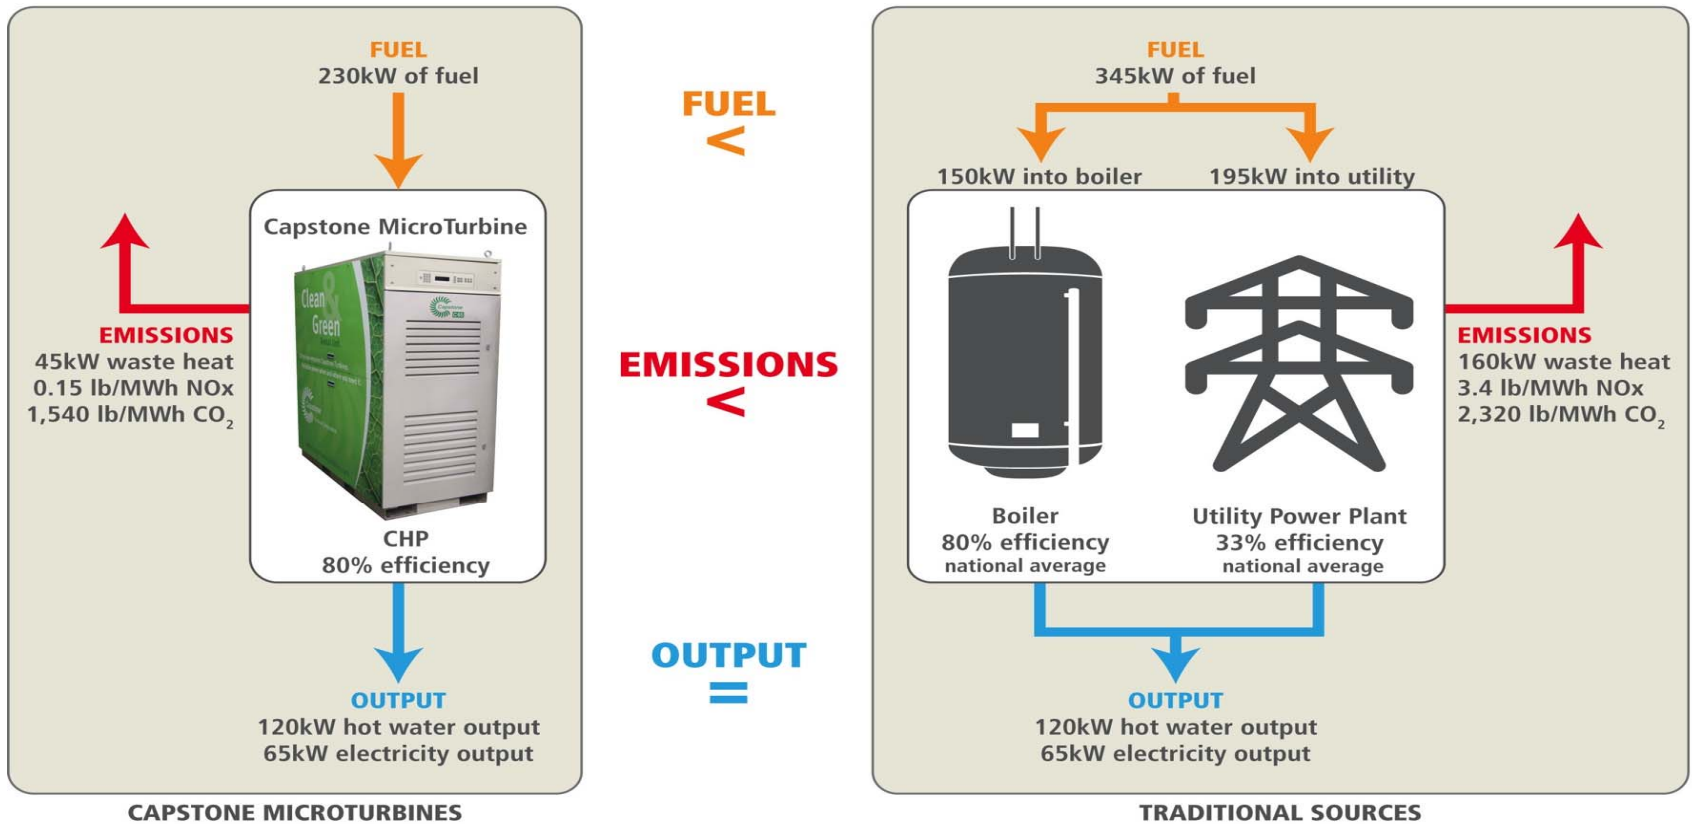 FUEL
230kW of fuel
Capstone MicroTurbine
Clean &
Green
Capstone
C65
EMISSIONS
45kW waste heat
0.15 lb/MWh NOx
1,540 lb/MWh CO₂
CHP
80% efficiency
OUTPUT
120kW hot water output
65kW electricity output
CAPSTONE MICROTURBINES
FUEL
<
EMISSIONS
<
OUTPUT
=
FUEL
345kW of fuel
150kW into boiler
195kW into utility
EMISSIONS
160kW waste heat
3.4 lb/MWh NOx
2,320 lb/MWh CO₂
Boiler
80% efficiency
national average
Utility Power Plant
33% efficiency
national average
OUTPUT
120kW hot water output
65kW electricity output
TRADITIONAL SOURCES